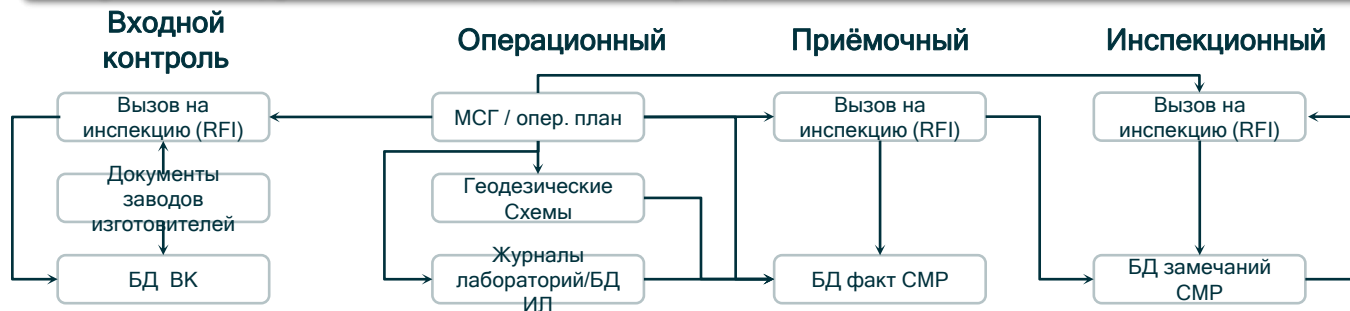 Входной
контроль
Операционный
Приёмочный
Инспекционный
Вызов на
инспекцию (RFI)
МСГ / опер. план
Вызов на
инспекцию (RFI)
Вызов на
инспекцию (RFI)
Документы
заводов
изготовителей
Геодезические
Схемы
БД ВК
Журналы
лабораторий/БД
ИЛ
БД факт СМР
БД замечаний
СМР